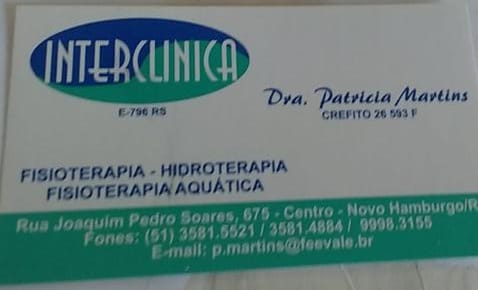 INTERCLINICA
E-796 RS
Dra. Patricia Martins
CREFITO 26 593 F
FISIOTERAPIA - HIDROTERAPIA
FISIOTERAPIA AQUÁTICA
Rua Joaquim Pedro Soares, 675 - Centro - Novo Hamburgo/R
Fones: (51) 3581.5521 / 3581.4884 / 9998.3155
E-mail: p.martins@feevale.br